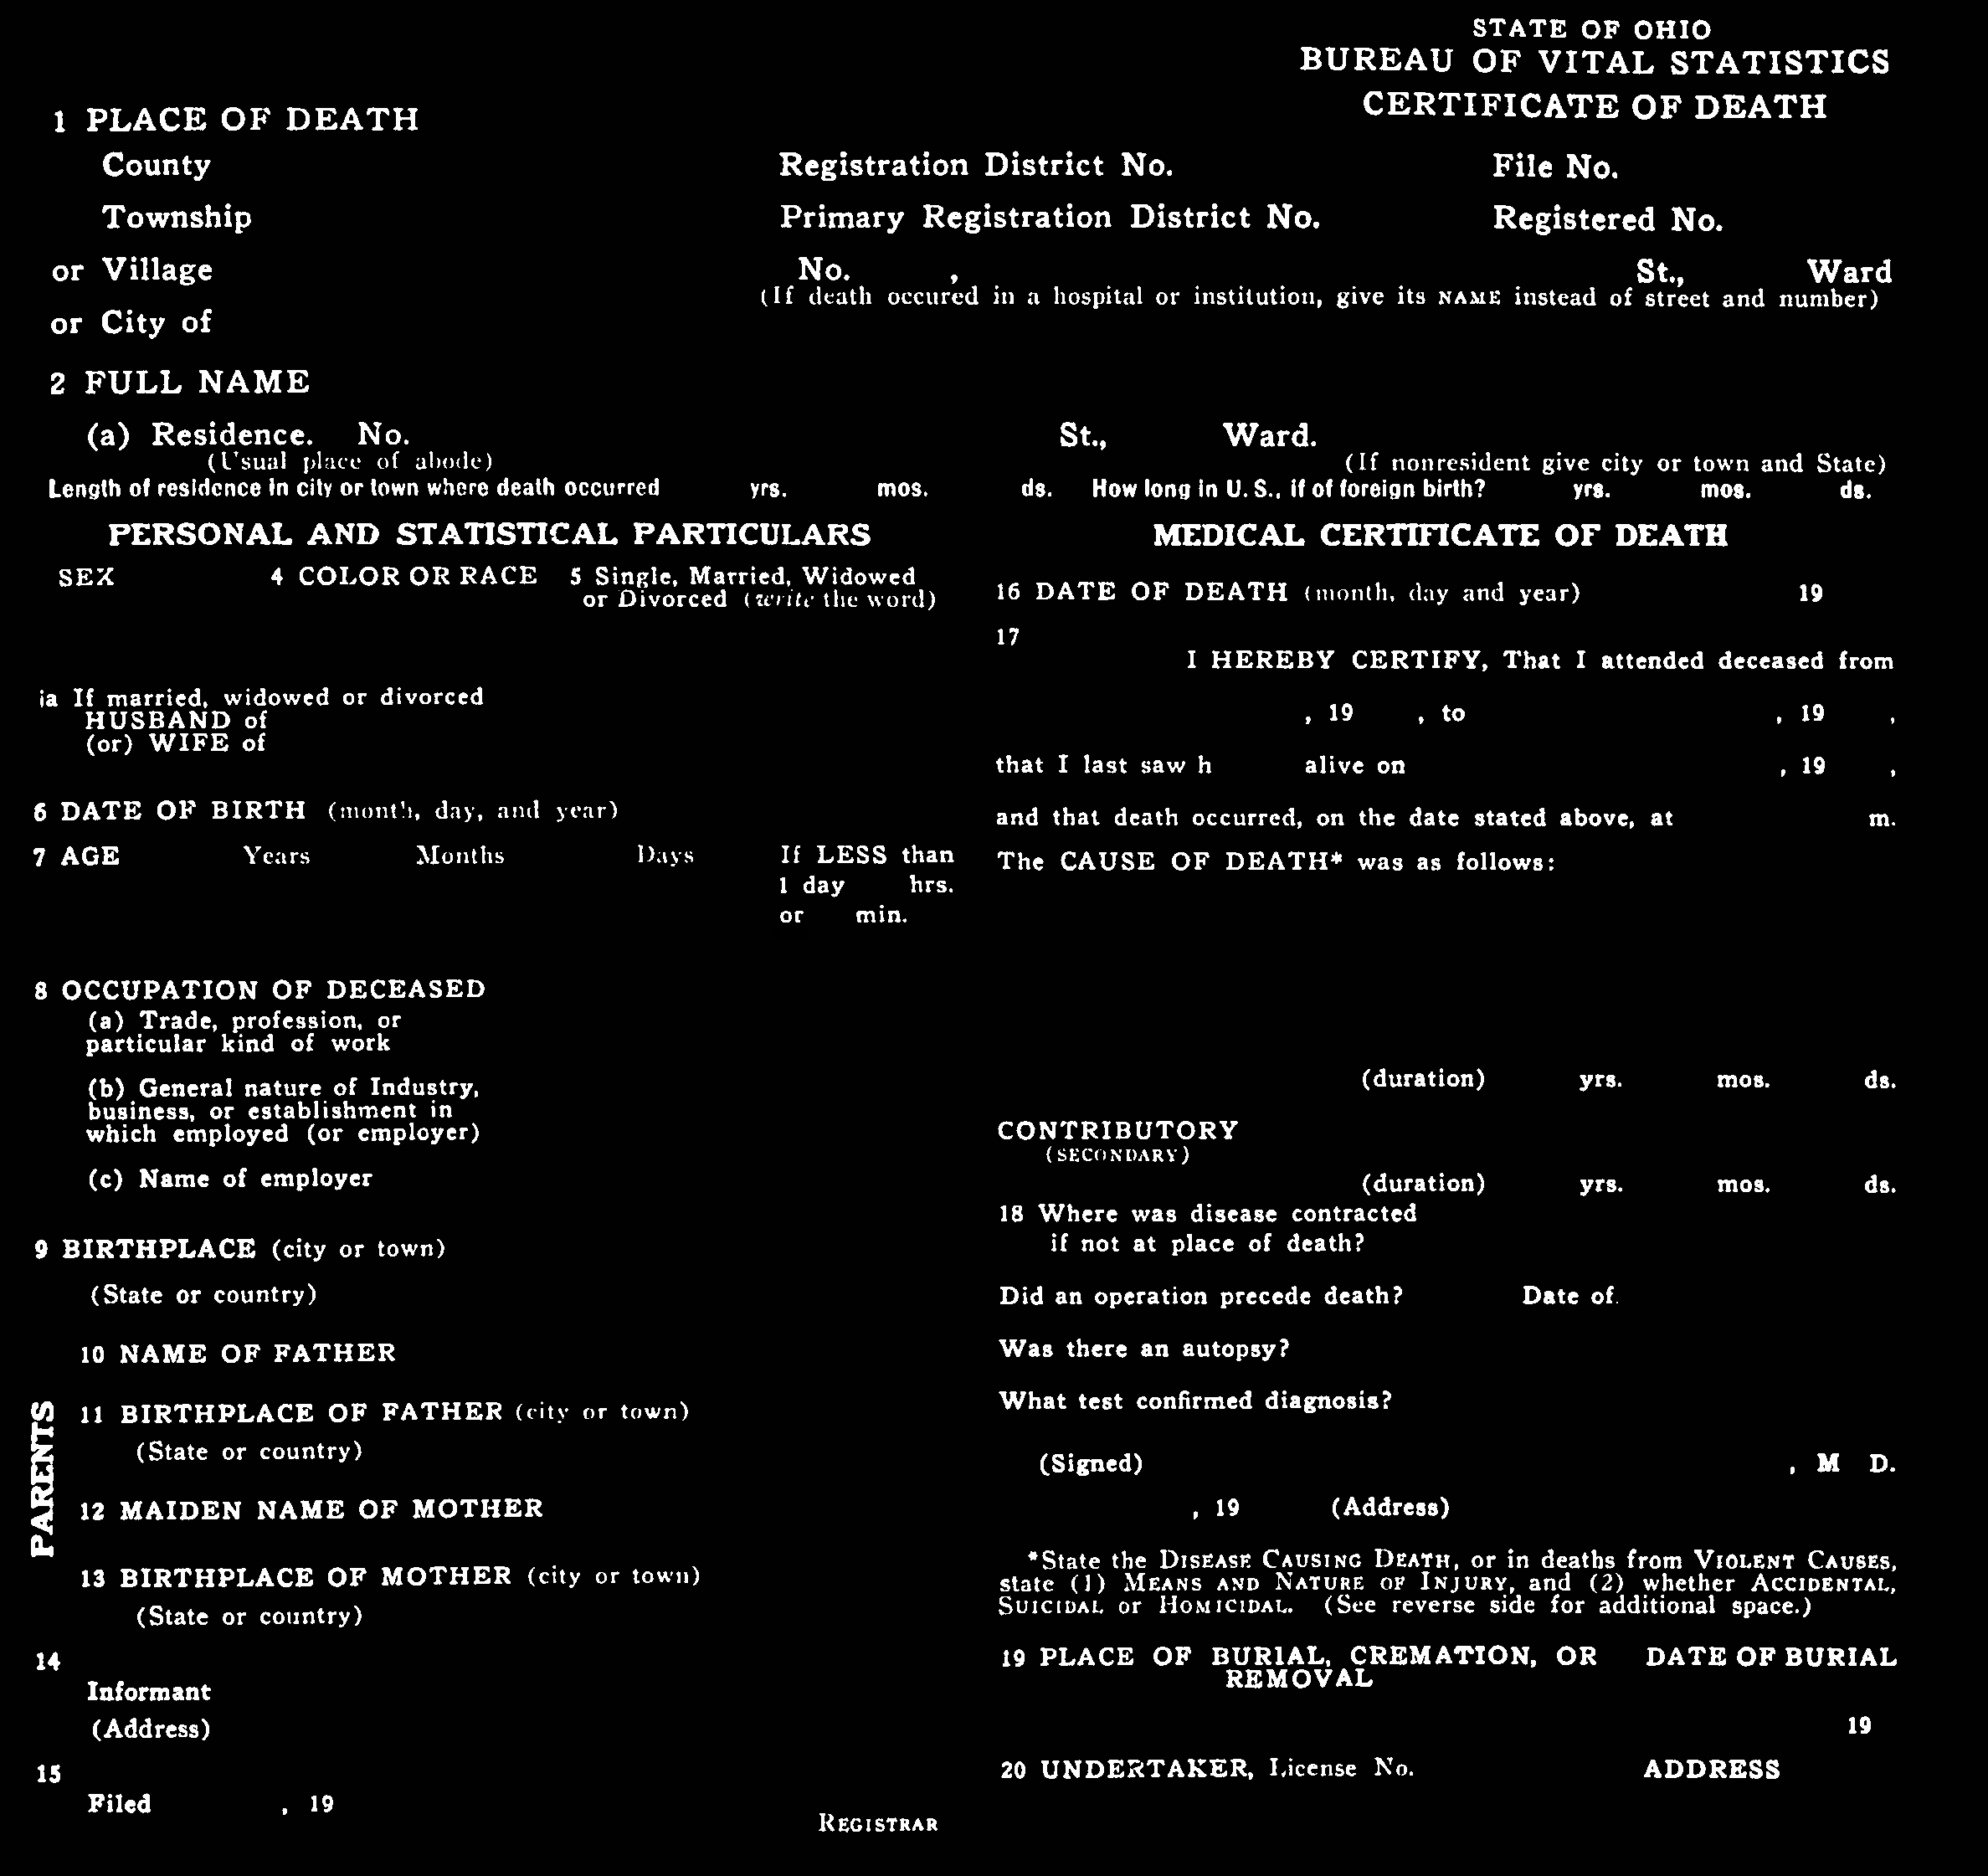 STATE OF OHIO
BUREAU OF VITAL STATISTICS
CERTIFICATE OF DEATH
1 PLACE OF DEATH
County Registration District No. File No.
Township Primary Registration District No. Registered No.
or Village No. , St., Ward
(If death occured in a hospital or institution, give its NAME instead of street and number)
or City of
2 FULL NAME
(a) Residence. No. St., Ward.
(Usual place of abode) (If nonresident give city or town and State)
Length of residence in city or town where death occurred yrs. mos. ds. How long in U. S., if of foreign birth? yrs. mos. ds.
PERSONAL AND STATISTICAL PARTICULARS
SEX 4 COLOR OR RACE 5 Single, Married, Widowed
or Divorced (write the word)
ia If married, widowed or divorced
HUSBAND of
(or) WIFE of
6 DATE OF BIRTH (month, day, and year)
7 AGE Years Months Days If LESS than
1 day hrs.
or min.
8 OCCUPATION OF DECEASED
(a) Trade, profession, or
particular kind of work
(b) General nature of Industry,
business, or establishment in
which employed (or employer)
(c) Name of employer
9 BIRTHPLACE (city or town)
(State or country)
PARENTS
10 NAME OF FATHER
11 BIRTHPLACE OF FATHER (city or town)
(State or country)
12 MAIDEN NAME OF MOTHER
13 BIRTHPLACE OF MOTHER (city or town)
(State or country)
14
Informant
(Address)
15
Filed , 19
REGISTRAR
MEDICAL CERTIFICATE OF DEATH
16 DATE OF DEATH (month, day and year) 19
17
I HEREBY CERTIFY, That I attended deceased from
, 19 , to , 19 ,
that I last saw h alive on , 19 ,
and that death occurred, on the date stated above, at m.
The CAUSE OF DEATH* was as follows:
(duration) yrs. mos. ds.
CONTRIBUTORY
(SECONDARY)
(duration) yrs. mos. ds.
18 Where was disease contracted
if not at place of death?
Did an operation precede death? Date of.
Was there an autopsy?
What test confirmed diagnosis?
(Signed) , M D.
, 19 (Address)
*State the DISEASE CAUSING DEATH, or in deaths from VIOLENT CAUSES,
state (1) MEANS AND NATURE OF INJURY, and (2) whether ACCIDENTAL,
SUICIDAL or HOMICIDAL. (See reverse side for additional space.)
19 PLACE OF BURIAL, CREMATION, OR DATE OF BURIAL
REMOVAL
19
20 UNDERTAKER, License No. ADDRESS